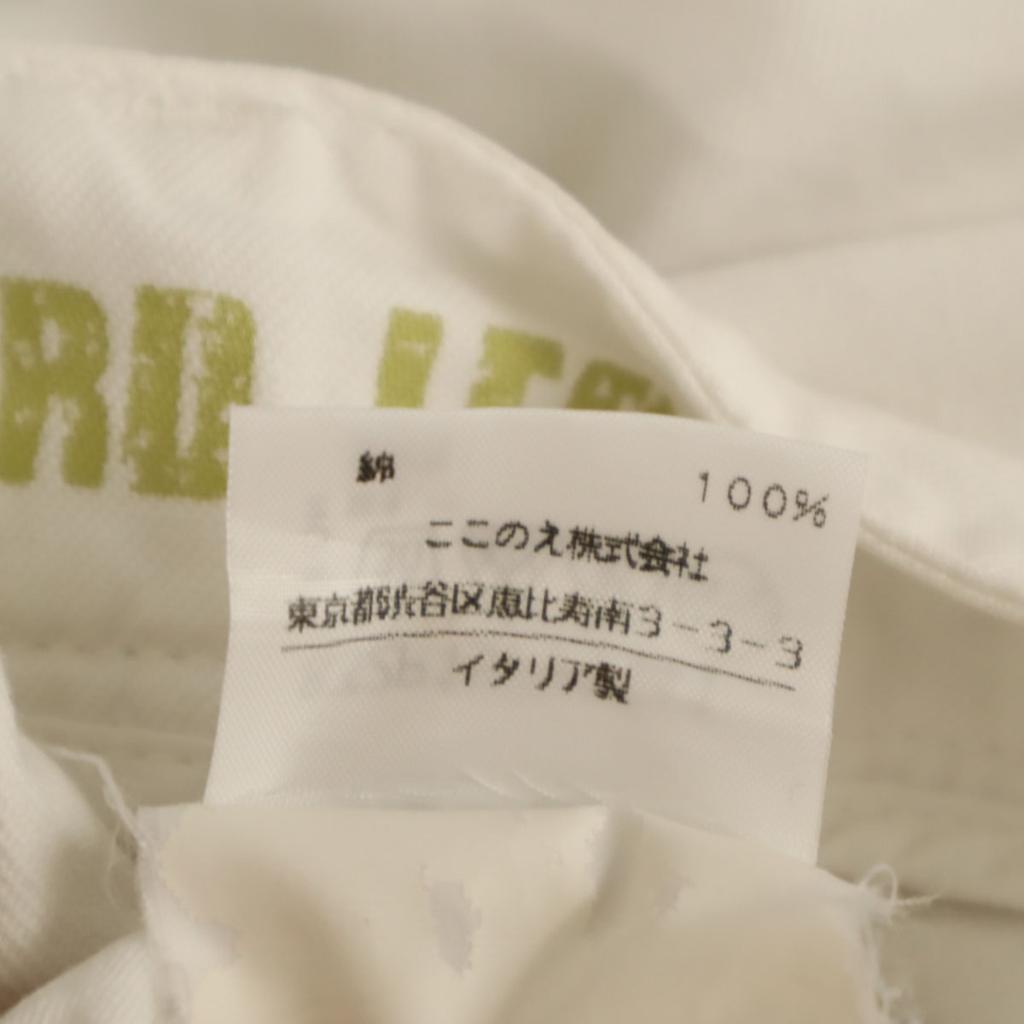 RD
綿 100%
ここのえ株式会社
東京都渋谷区恵比寿南3-3-3
イタリア製